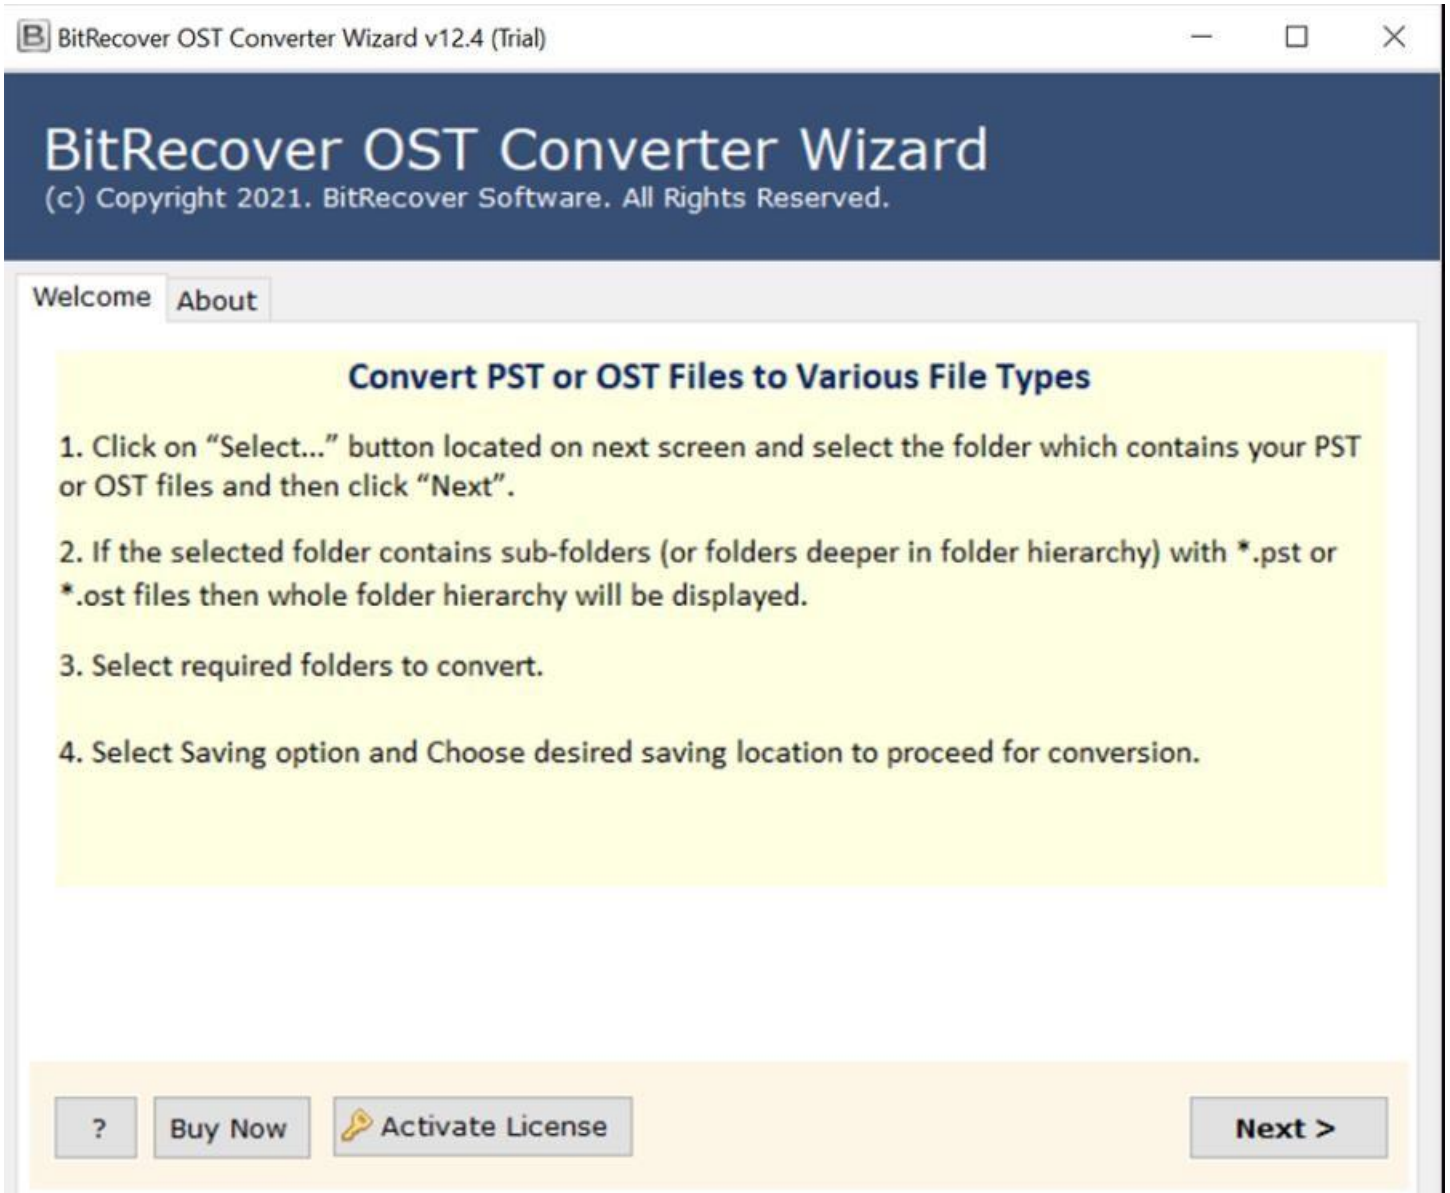 BitRecover OST Converter Wizard v12.4 (Trial)
BitRecover OST Converter Wizard
(c) Copyright 2021. BitRecover Software. All Rights Reserved.
Welcome About
Convert PST or OST Files to Various File Types
1. Click on “Select...” button located on next screen and select the folder which contains your PST
or OST files and then click “Next”.
2. If the selected folder contains sub-folders (or folders deeper in folder hierarchy) with *.pst or
*.ost files then whole folder hierarchy will be displayed.
3. Select required folders to convert.
4. Select Saving option and Choose desired saving location to proceed for conversion.
? Buy Now Activate License Next >